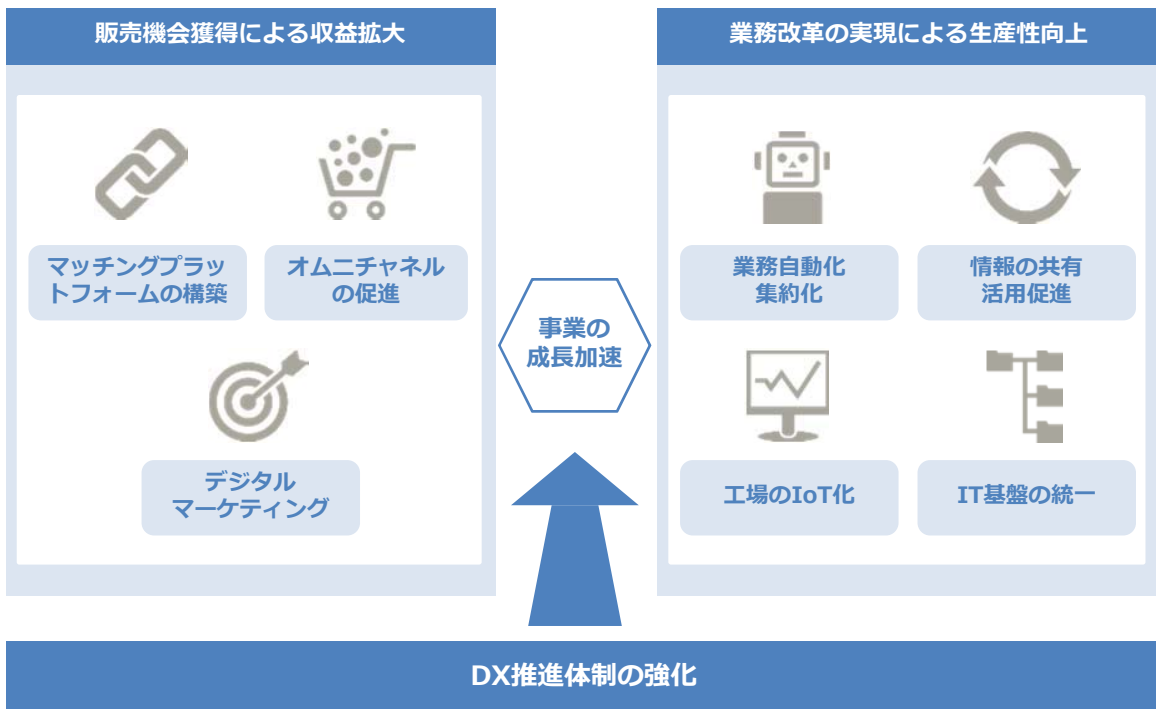 販売機会獲得による収益拡大
マッチングプラッ
トフォームの構築
オムニチャネル
の促進
デジタル
マーケティング
事業の
成長加速
業務改革の実現による生産性向上
業務自動化
集約化
情報の共有
活用促進
工場のIoT化
IT基盤の統一
DX推進体制の強化